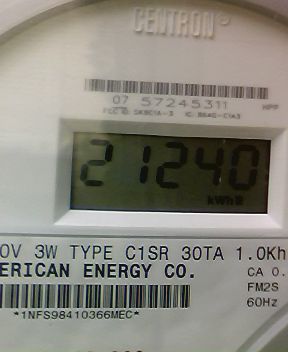 CENTRON®
07 57245311 HPP
21240
kWh
0V 3W TYPE C1SR 30TA 1.0Kh
ERICAN ENERGY CO. CA 0.
FM2S
60Hz
*1NFS98410366MEC*